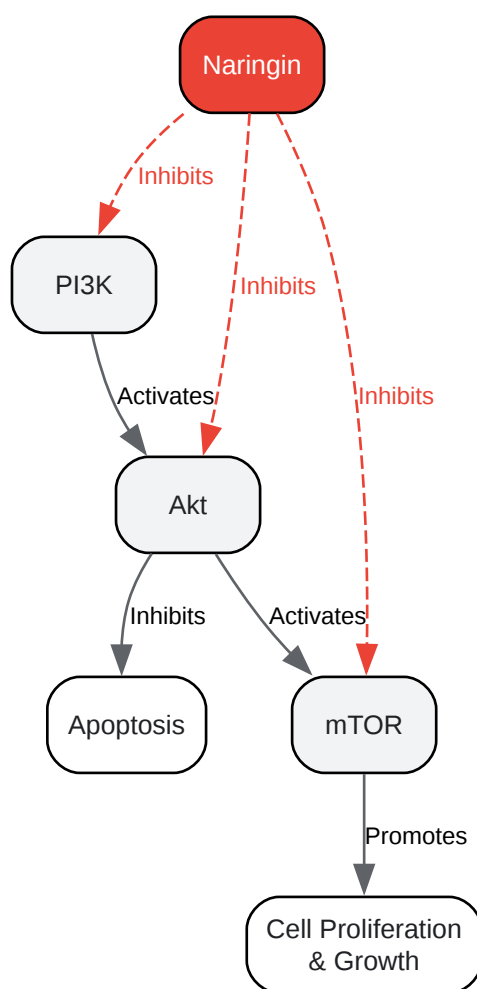 Naringin
Inhibits
PI3K
Inhibits
Activates
Inhibits
Akt
Inhibits
Activates
Apoptosis
mTOR
Promotes
Cell Proliferation
& Growth